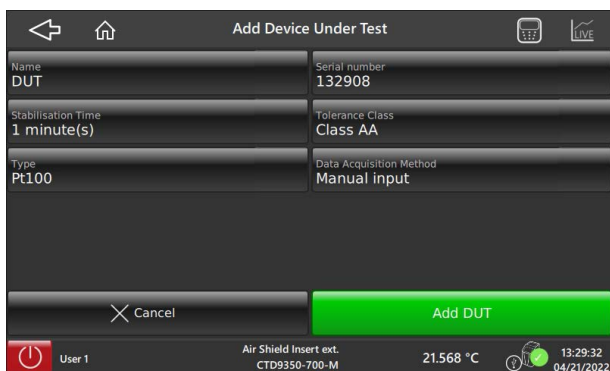 Add Device Under Test
LIVE
Name
DUT
Serial number
132908
Stabilisation Time
1 minute(s)
Tolerance Class
Class AA
Type
Pt100
Data Acquisition Method
Manual input
Cancel
Add DUT
User 1
Air Shield Insert ext.
CTD9350-700-M
21.568 °C
13:29:32
04/21/2022